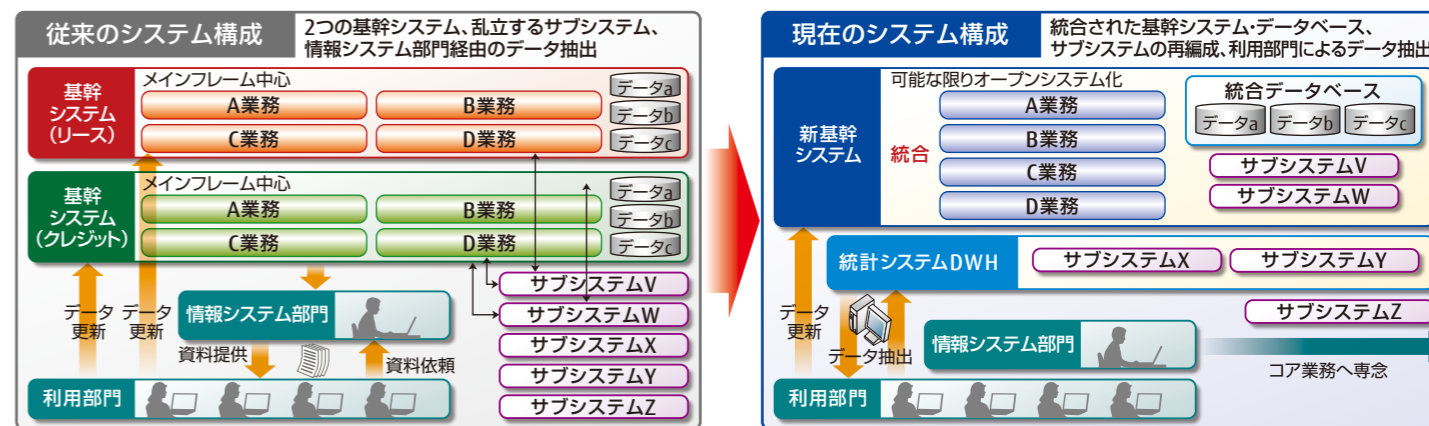 従来のシステム構成
2つの基幹システム、乱立するサブシステム、
情報システム部門経由のデータ抽出
基幹
システム
(リース)
メインフレーム中心
A業務
B業務
C業務
D業務
データa
データb
データc
基幹
システム
(クレジット)
メインフレーム中心
A業務
B業務
C業務
D業務
データa
データb
データc
データ
更新
データ
更新
情報システム部門
資料提供
資料依頼
利用部門
サブシステムV
サブシステムW
サブシステムX
サブシステムY
サブシステムZ
現在のシステム構成
統合された基幹システム・データベース、
サブシステムの再編成、利用部門によるデータ抽出
新基幹
システム
可能な限りオープンシステム化
統合
A業務
B業務
C業務
D業務
統合データベース
データa
データb
データc
サブシステムV
サブシステムW
統計システムDWH
サブシステムX
サブシステムY
サブシステムZ
データ
更新
データ抽出
情報システム部門
コア業務へ専念
利用部門